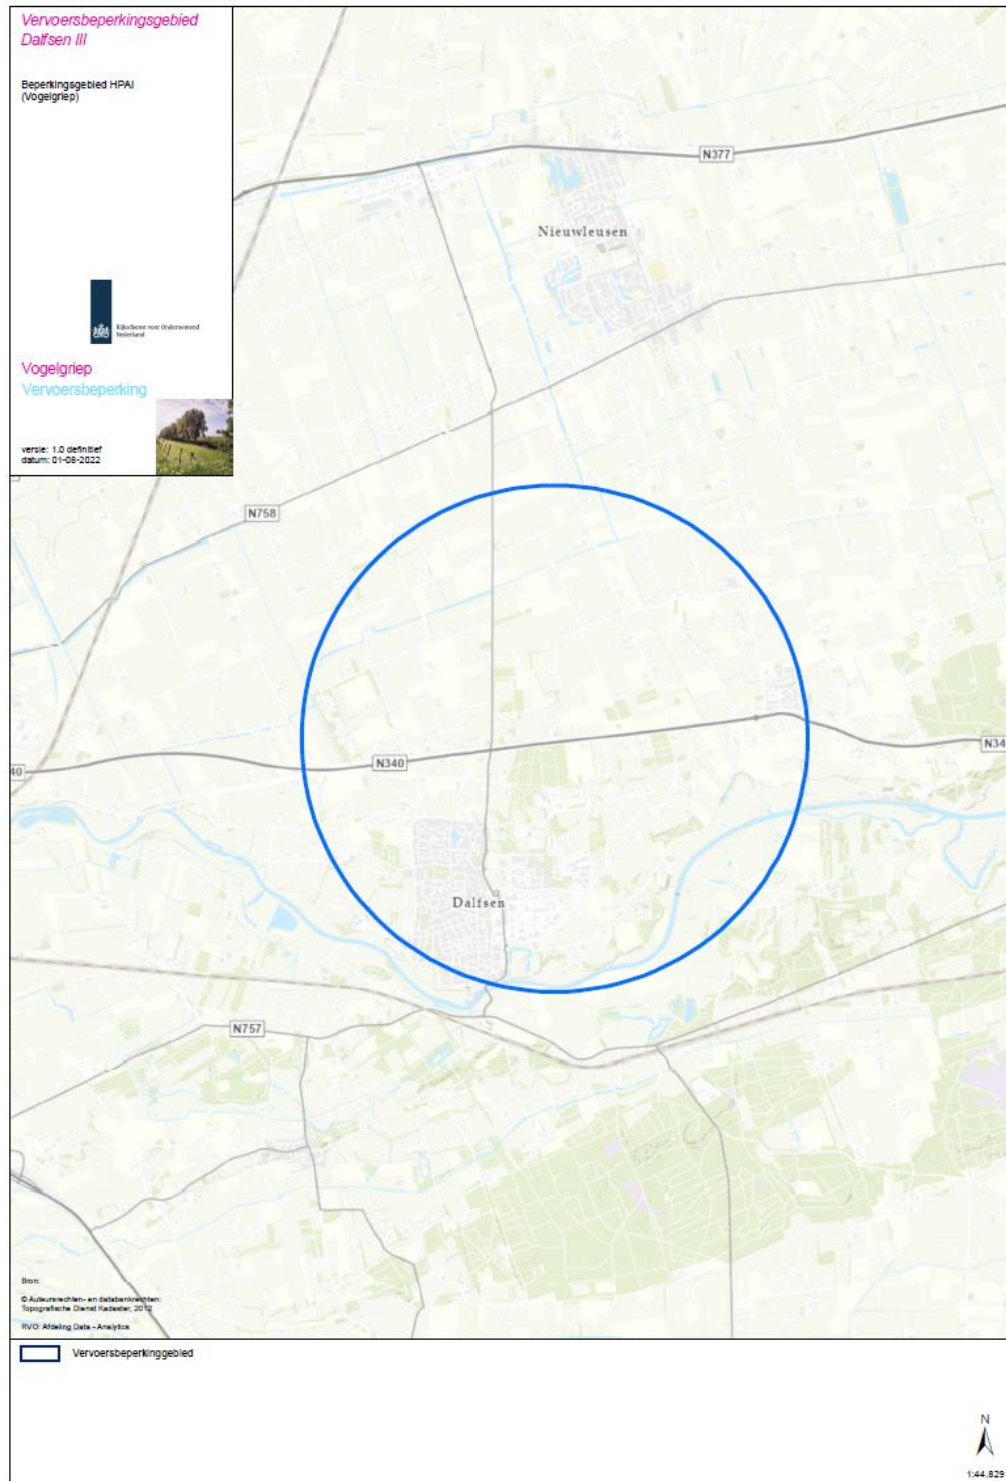 Vervoersbeperkingsgebied
Dalfsen III
Beperkingsgebied HPAI
(Vogelgriep)
Rijksdienst voor Ondernemend
Nederland
Vogelgriep
Vervoersbeperking
versie: 1.0 definitief
datum: 01-08-2022
N377
Nieuwleusen
N758
N340
40
N34
Dalfsen
N757
Bron:
© Auteursrechten- en databankrechten:
Topografische Dienst Kadaster, 2012
RVO: Afdeling Data - Analytics
Vervoersbeperkinggebied
N
1:44.829